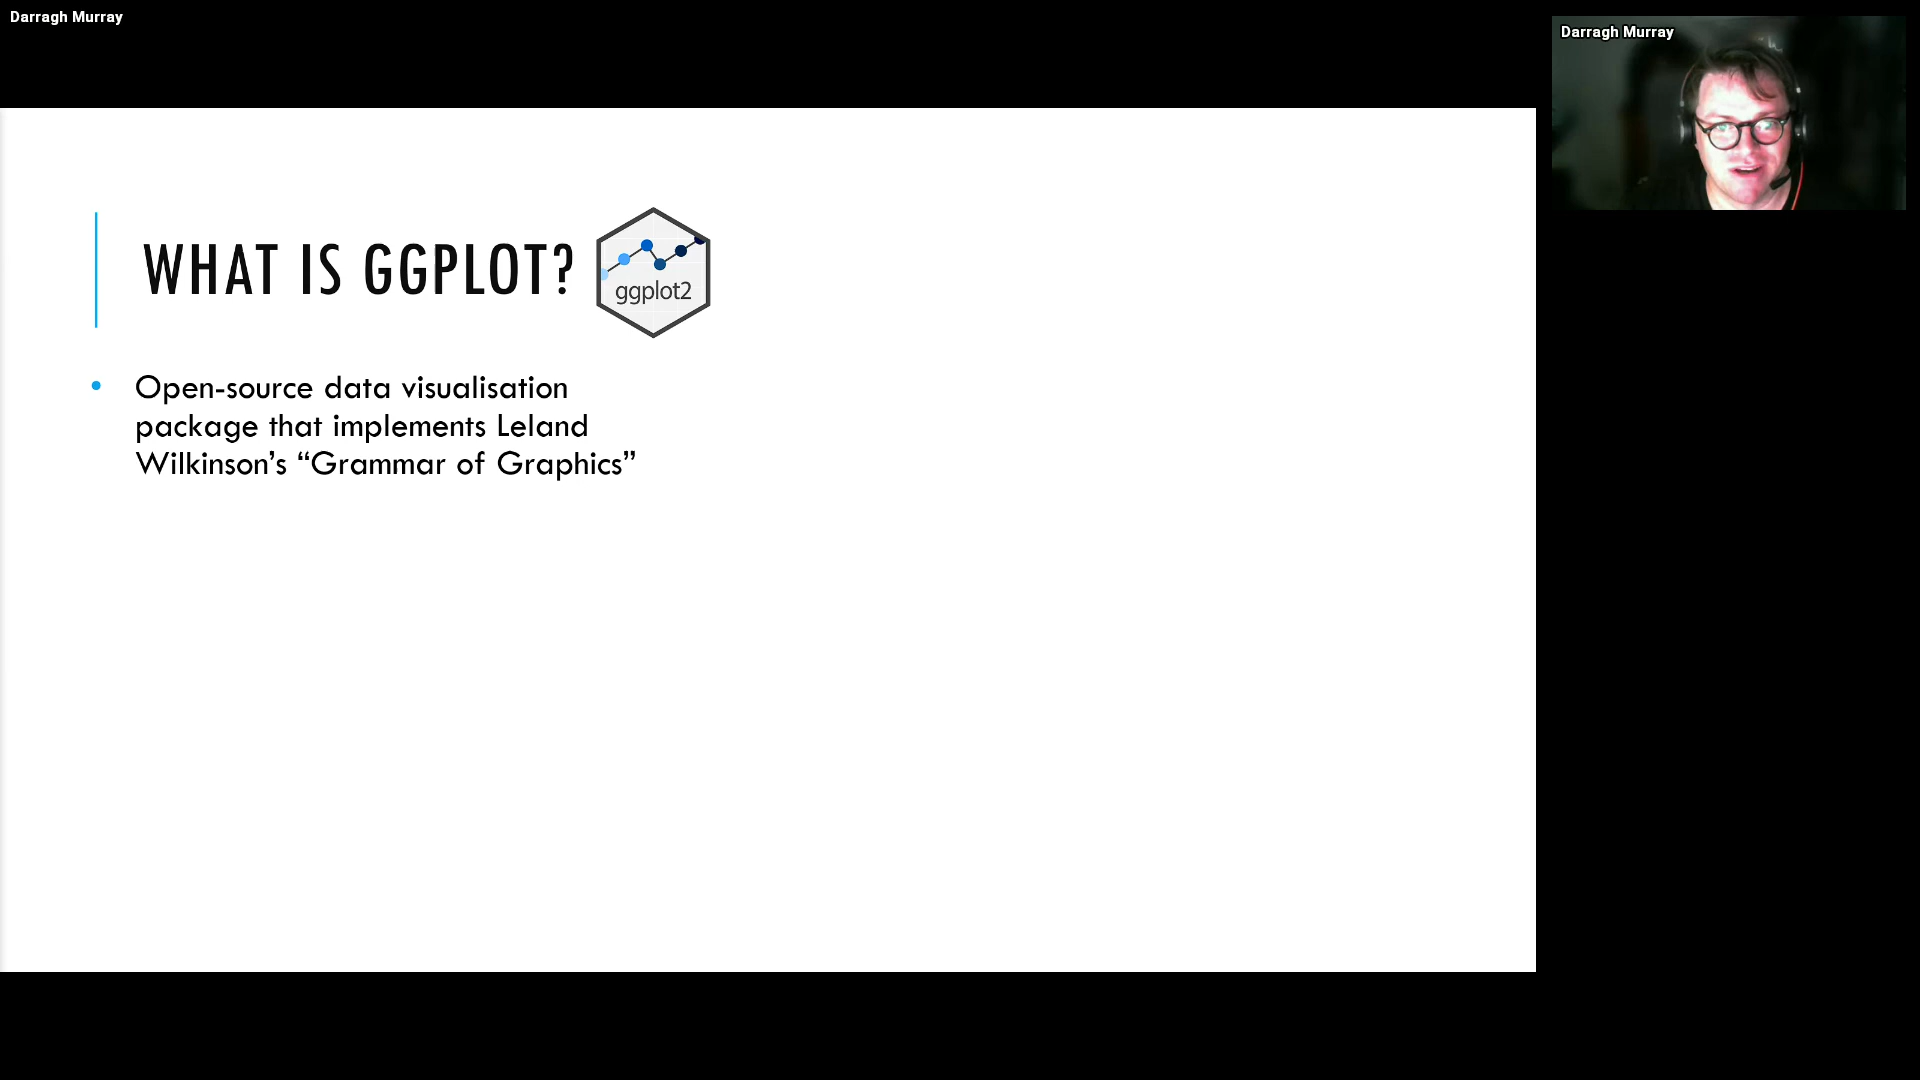 Darragh Murray
Darragh Murray
WHAT IS GGPLOT?
ggplot2
• Open-source data visualisation
package that implements Leland
Wilkinson’s “Grammar of Graphics”